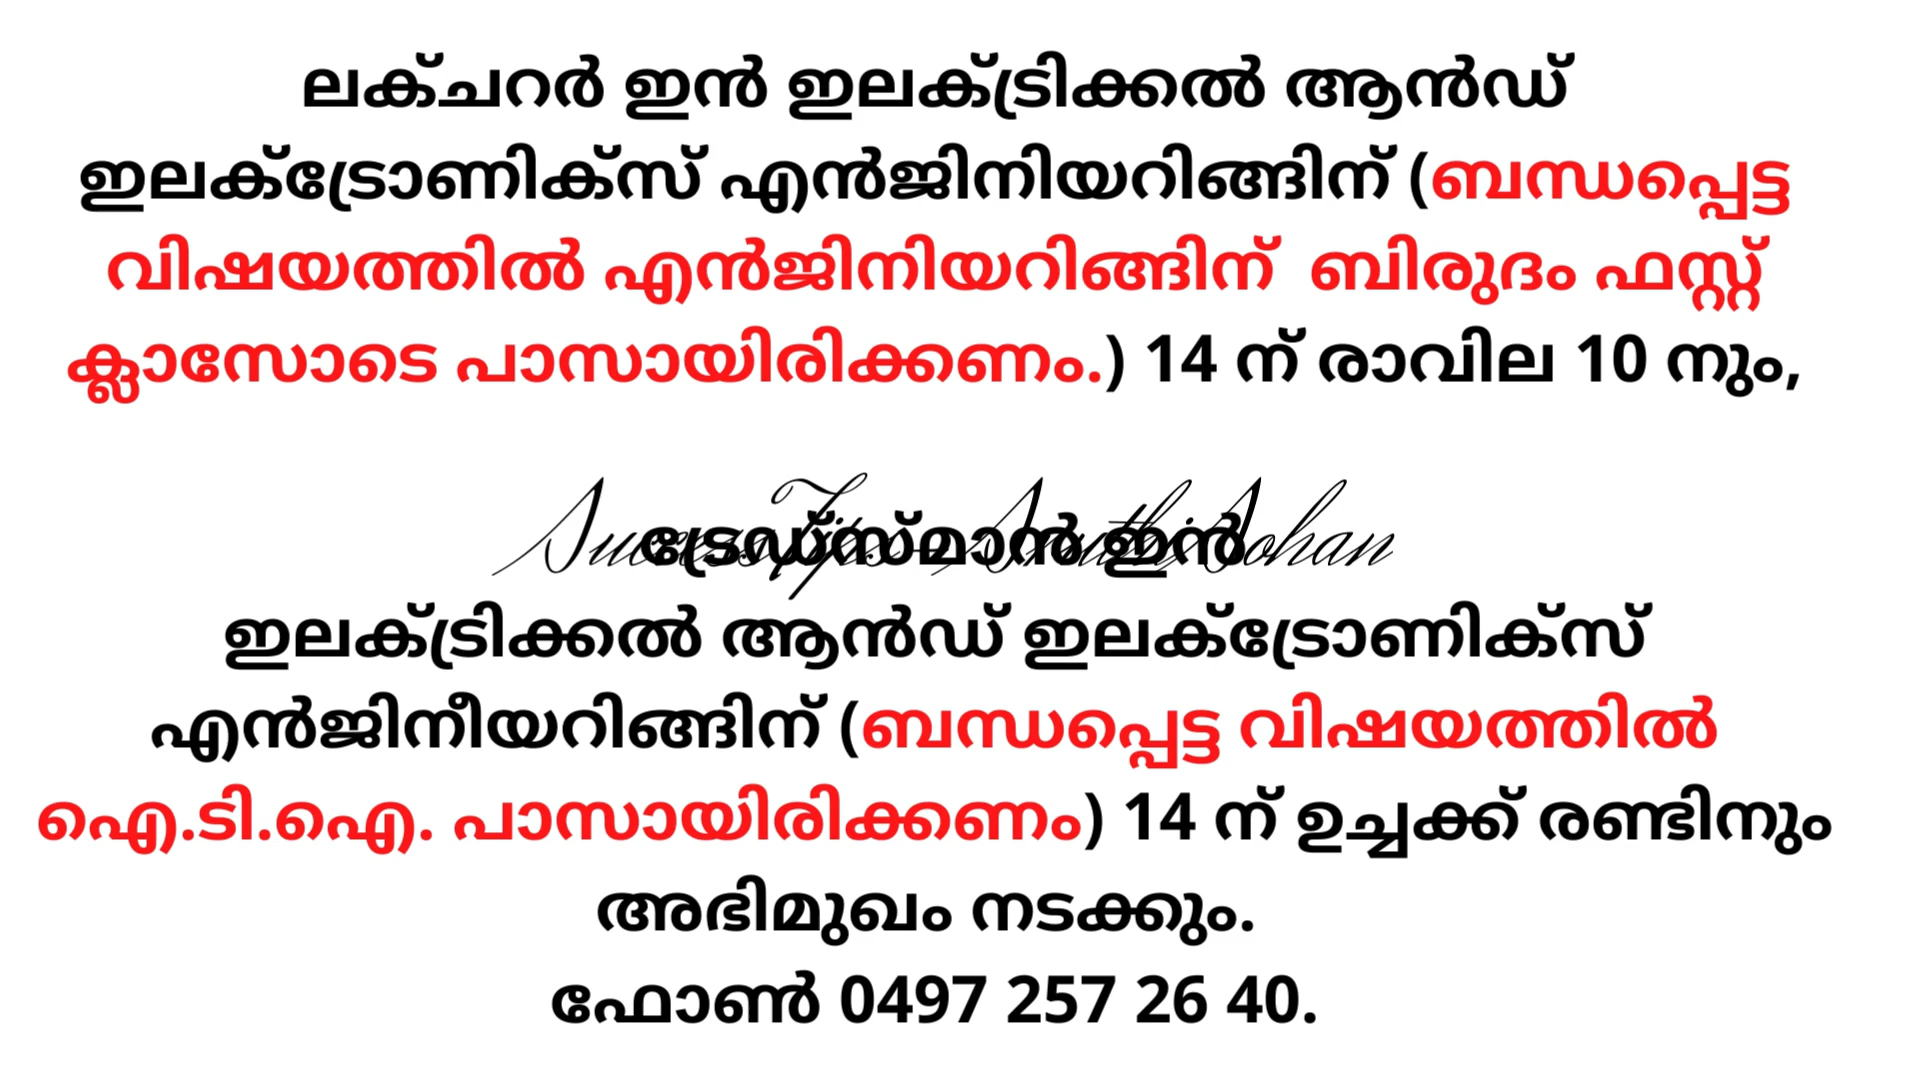 ലക്ചറർ ഇൻ ഇലക്ട്രിക്കൽ ആൻഡ്
ഇലക്ട്രോണിക്സ് എൻജിനിയറിങ്ങിന് (ബന്ധപ്പെട്ട
വിഷയത്തിൽ എൻജിനിയറിങ്ങിന് ബിരുദം ഫസ്റ്റ്
ക്ലാസോടെ പാസായിരിക്കണം.) 14 ന് രാവില 10 നും,
ട്രേഡ്സ്മാൻ ഇൻ
ഇലക്ട്രിക്കൽ ആൻഡ് ഇലക്ട്രോണിക്സ്
എൻജിനീയറിങ്ങിന് (ബന്ധപ്പെട്ട വിഷയത്തിൽ
ഐ.ടി.ഐ. പാസായിരിക്കണം) 14 ന് ഉച്ചക്ക് രണ്ടിനും
അഭിമുഖം നടക്കും.
ഫോൺ 0497 257 26 40.